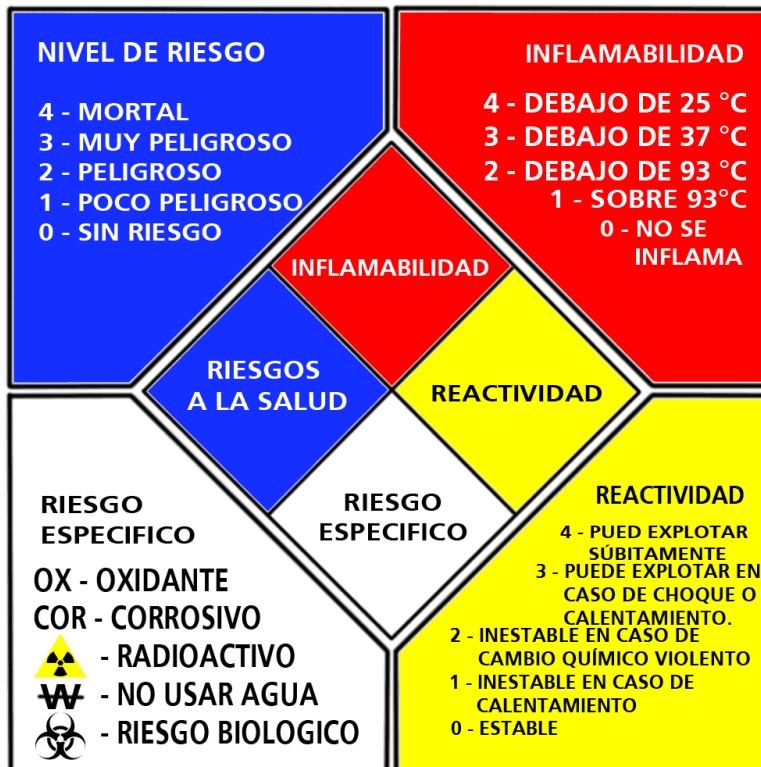 NIVEL DE RIESGO
4 - MORTAL
3 - MUY PELIGROSO
2 - PELIGROSO
1 - POCO PELIGROSO
0 - SIN RIESGO
INFLAMABILIDAD
4 - DEBAJO DE 25 °C
3 - DEBAJO DE 37 °C
2 - DEBAJO DE 93 °C
1 - SOBRE 93°C
0 - NO SE
INFLAMA
INFLAMABILIDAD
RIESGOS
A LA SALUD
REACTIVIDAD
RIESGO
ESPECIFICO
RIESGO
ESPECIFICO
OX - OXIDANTE
COR - CORROSIVO
- RADIOACTIVO
W - NO USAR AGUA
- RIESGO BIOLOGICO
REACTIVIDAD
4 - PUED EXPLOTAR
SÚBITAMENTE
3 - PUEDE EXPLOTAR EN
CASO DE CHOQUE O
CALENTAMIENTO.
2 - INESTABLE EN CASO DE
CAMBIO QUÍMICO VIOLENTO
1 - INESTABLE EN CASO DE
CALENTAMIENTO
0 - ESTABLE